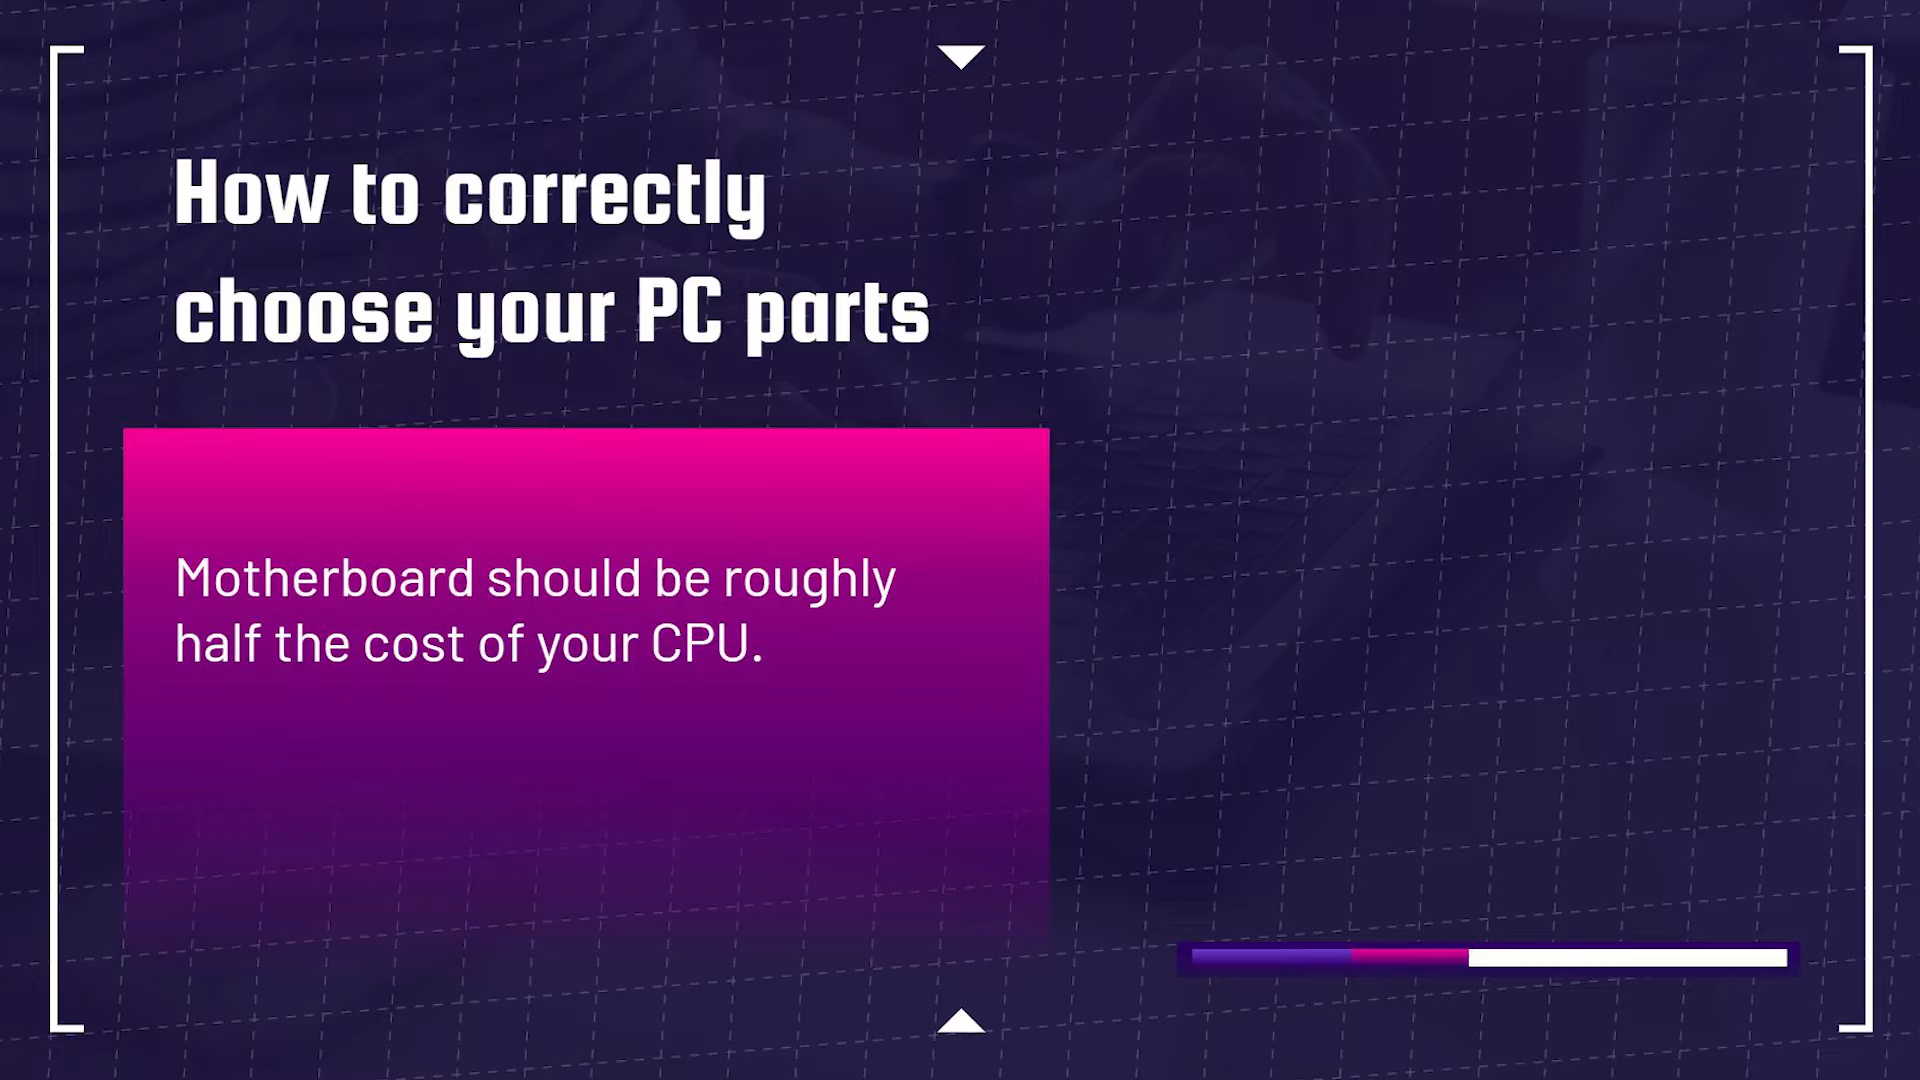 How to correctly
choose your PC parts
Motherboard should be roughly
half the cost of your CPU.